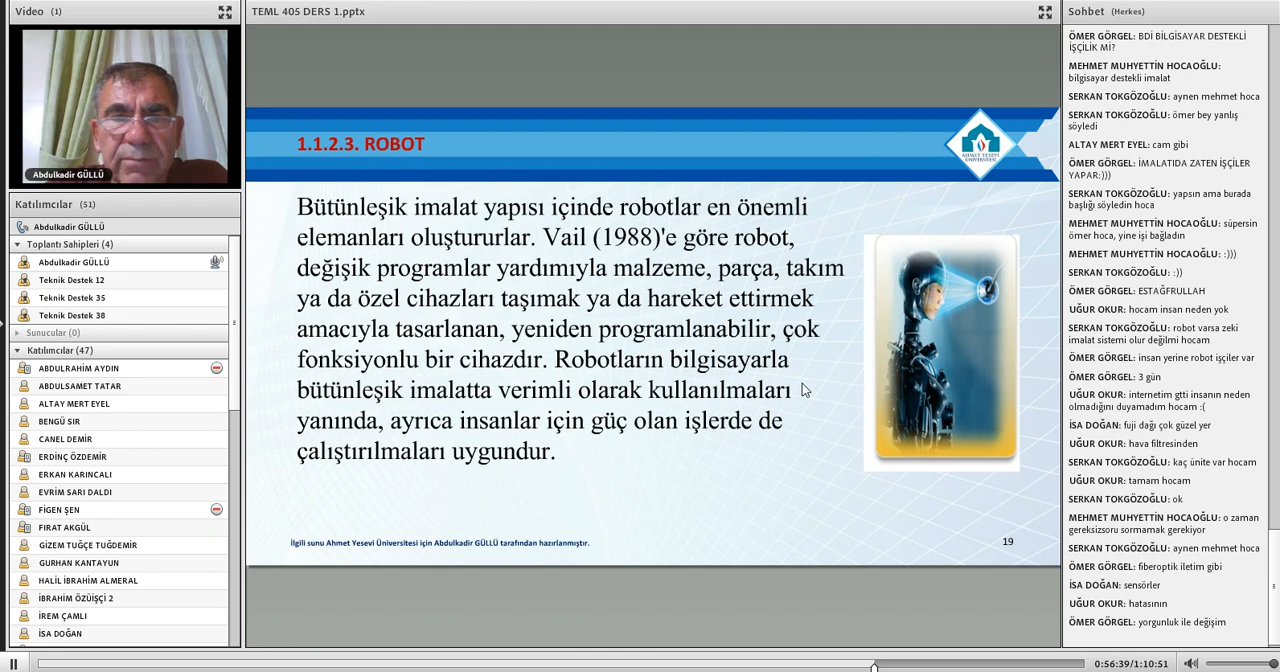 Video (1)
Abdulkadir GÜLLÜ
Katılımcılar (51)
Abdulkadir GÜLLÜ
Toplantı Sahipleri (4)
Abdulkadir GÜLLÜ
Teknik Destek 12
Teknik Destek 35
Teknik Destek 38
Sunucular (0)
Katılımcılar (47)
ABDULRAHİM AYDIN
ABDULSAMET TATAR
ALTAY MERT EYEL
BENGÜ SIR
CANEL DEMİR
ERDİNÇ ÖZDEMİR
ERKAN KARINCALI
EVRİM SARI DALDI
FİGEN ŞEN
FIRAT AKGÜL
GİZEM TUĞÇE TUĞDEMİR
GURHAN KANTAYUN
HALİL İBRAHİM ALMERAL
İBRAHİM ÖZÜİŞÇİ 2
İREM ÇAMLI
İSA DOĞAN
TEML 405 DERS 1.pptx
1.1.2.3. ROBOT
AHMET YESEVİ
ÜNİVERSİTESİ
Bütünleşik imalat yapısı içinde robotlar en önemli
elemanları oluştururlar. Vail (1988)'e göre robot,
değişik programlar yardımıyla malzeme, parça, takım
ya da özel cihazları taşımak ya da hareket ettirmek
amacıyla tasarlanan, yeniden programlanabilir, çok
fonksiyonlu bir cihazdır. Robotların bilgisayarla
bütünleşik imalatta verimli olarak kullanılmaları
yanında, ayrıca insanlar için güç olan işlerde de
çalıştırılmaları uygundur.
İlgili sunu Ahmet Yesevi Üniversitesi için Abdulkadir GÜLLÜ tarafından hazırlanmıştır.
19
Sohbet (Herkes)
ÖMER GÖRGEL: BDİ BİLGİSAYAR DESTEKLİ
İŞÇİLİK Mİ?
MEHMET MUHYETTİN HOCAOĞLU:
bilgisayar destekli imalat
SERKAN TOKGÖZOĞLU: aynen mehmet hoca
SERKAN TOKGÖZOĞLU: ömer bey yanlış
söyledi
ALTAY MERT EYEL: cam gibi
ÖMER GÖRGEL: İMALATIDA ZATEN İŞÇİLER
YAPAR:)))
SERKAN TOKGÖZOĞLU: yapsın ama burada
başlığı söyledin hoca
MEHMET MUHYETTİN HOCAOĞLU: süpersin
ömer hoca, yine işi bağladın
MEHMET MUHYETTİN HOCAOĞLU: :)))
SERKAN TOKGÖZOĞLU: :))
ÖMER GÖRGEL: ESTAĞFRULLAH
UĞUR OKUR: hocam insan neden yok
SERKAN TOKGÖZOĞLU: robot varsa zeki
imalat sistemi olur değilmi hocam
ÖMER GÖRGEL: insan yerine robot işçiler var
ÖMER GÖRGEL: 3 gün
UĞUR OKUR: internetim gtti insanın neden
olmadığını duyamadım hocam :(
İSA DOĞAN: fuji dağı çok güzel yer
UĞUR OKUR: hava filtresinden
SERKAN TOKGÖZOĞLU: kaç ünite var hocam
UĞUR OKUR: tamam hocam
SERKAN TOKGÖZOĞLU: ok
MEHMET MUHYETTİN HOCAOĞLU: o zaman
gereksizsoru sormamak gerekiyor
SERKAN TOKGÖZOĞLU: aynen mehmet hoca
ÖMER GÖRGEL: fiberoptik iletim gibi
İSA DOĞAN: sensörler
UĞUR OKUR: hatasının
ÖMER GÖRGEL: yorgunluk ile değişim
0:56:39/1:10:51